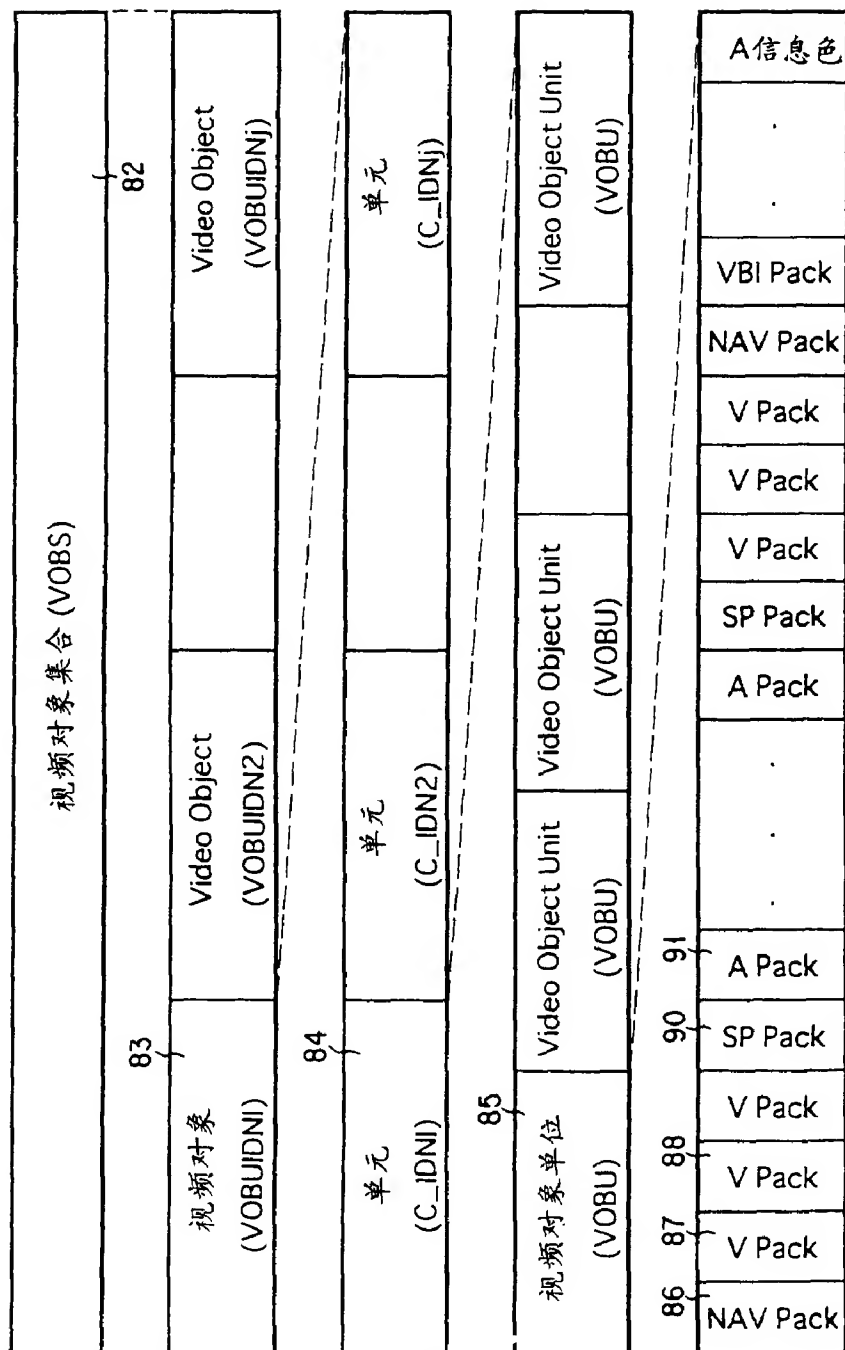 视频对象集合 (VOBS)
82
83
视频对象
(VOBUIDN1)
Video Object
(VOBUIDN2)
Video Object
(VOBUIDNj)
84
单元
(C_IDN1)
单元
(C_IDN2)
单元
(C_IDNj)
85
视频对象单位
(VOBU)
Video Object Unit
(VOBU)
Video Object Unit
(VOBU)
Video Object Unit
(VOBU)
86
NAV Pack
87
V Pack
88
V Pack
V Pack
90
SP Pack
91
A Pack
.
.
A Pack
SP Pack
V Pack
V Pack
V Pack
NAV Pack
VBI Pack
.
.
A信息色